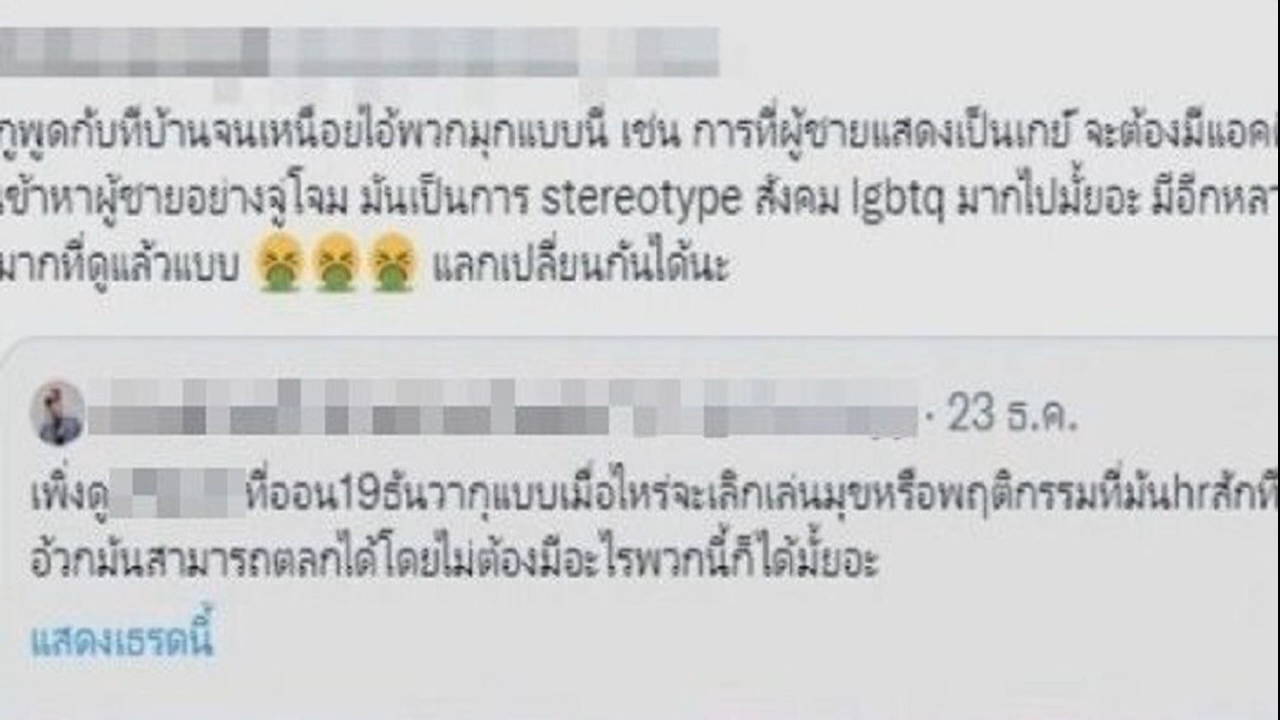 กูพูดกับที่บ้านจนเหนื่อยไอ้พวกมุกแบบนี้ เช่น การที่ผู้ชายแสดงเป็นเกย์ จะต้องมีแอค
เข้าหาผู้ชายอย่างจู่โจม มันเป็นการ stereotype สังคม lgbtq มากไปมั้ยอะ มีอีกหลา
มากที่ดูแล้วแบบ 🤮🤮🤮 แลกเปลี่ยนกันได้นะ
· 23 ธ.ค.
เพิ่งดู ที่ออน19ธันวากุแบบเมื่อไหร่จะเลิกเล่นมุขหรือพฤติกรรมที่มันhrสักที
อ้วกมันสามารถตลกได้โดยไม่ต้องมีอะไรพวกนี้ก็ได้มั้ยอะ
แสดงเธรดนี้